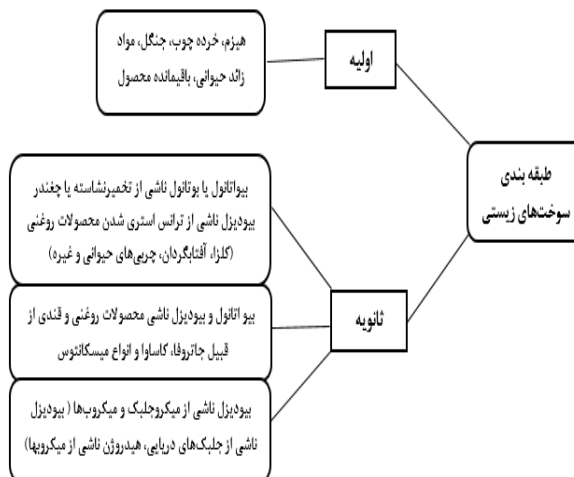 طبقه بندی
سوخت‌های زیستی
اولیه
هیزم، خرده چوب، جنگل، مواد
زائد حیوانی، باقیمانده محصول
ثانویه
بیواتانول یا بوتانول ناشی از تخمیرنشاسته یا چغندر
بیودیزل ناشی از ترانس استری شدن محصولات روغنی
(کلزا، آفتابگردان، چربی‌های حیوانی و غیره)
بیو اتانول و بیودیزل ناشی محصولات روغنی و قندی از
قبیل جاتروفا، کاساوا و انواع میسکانتوس
بیودیزل ناشی از میکروجلبک و میکروب‌ها ( بیودیزل
ناشی از جلبک‌های دریایی، هیدروژن ناشی از میکروبها)